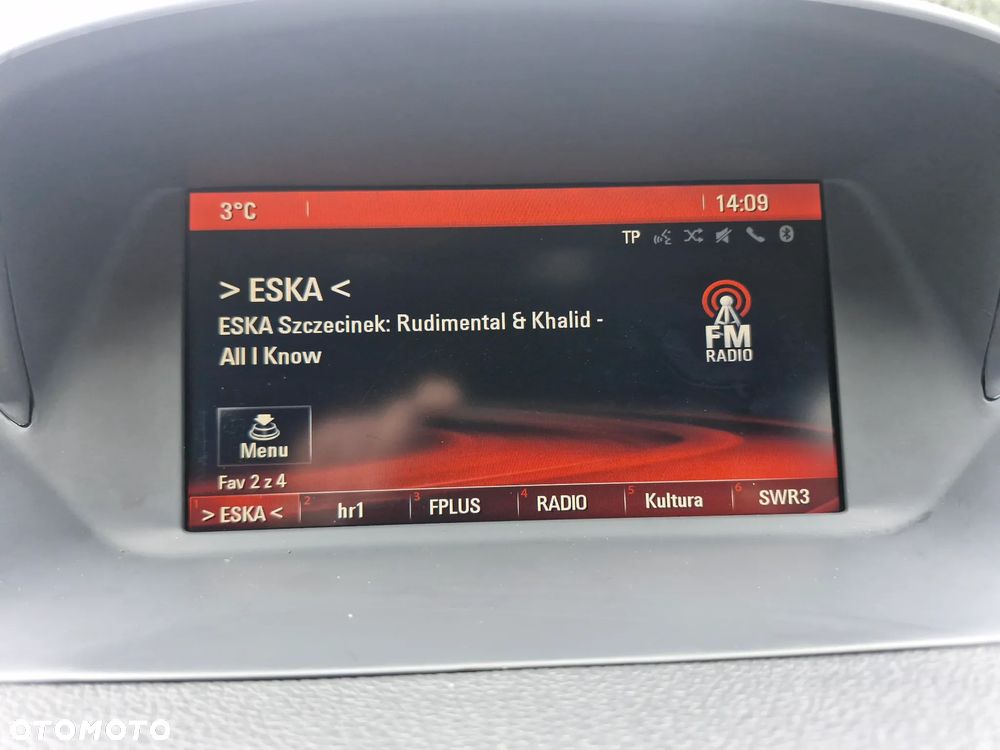 3°C 14:09
TP
> ESKA <
ESKA Szczecinek: Rudimental & Khalid -
All I Know
FM
RADIO
Menu
Fav 2 z 4
1 > ESKA < 2 hr1 3 FPLUS 4 RADIO 5 Kultura 6 SWR3
OTOMOTO